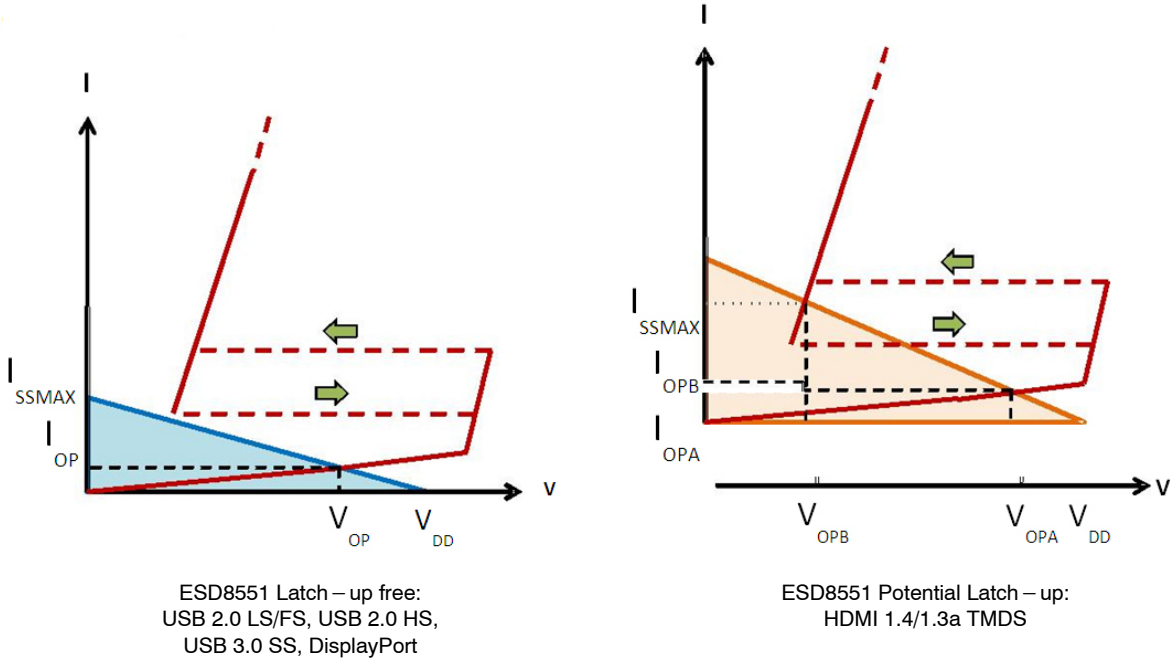 I
I
SSMAX
I
OP
V
OP
V
DD
V
ESD8551 Latch – up free:
USB 2.0 LS/FS, USB 2.0 HS,
USB 3.0 SS, DisplayPort
I
I
SSMAX
I
OPB
I
OPA
V
OPB
V
OPA
V
DD
V
ESD8551 Potential Latch – up:
HDMI 1.4/1.3a TMDS